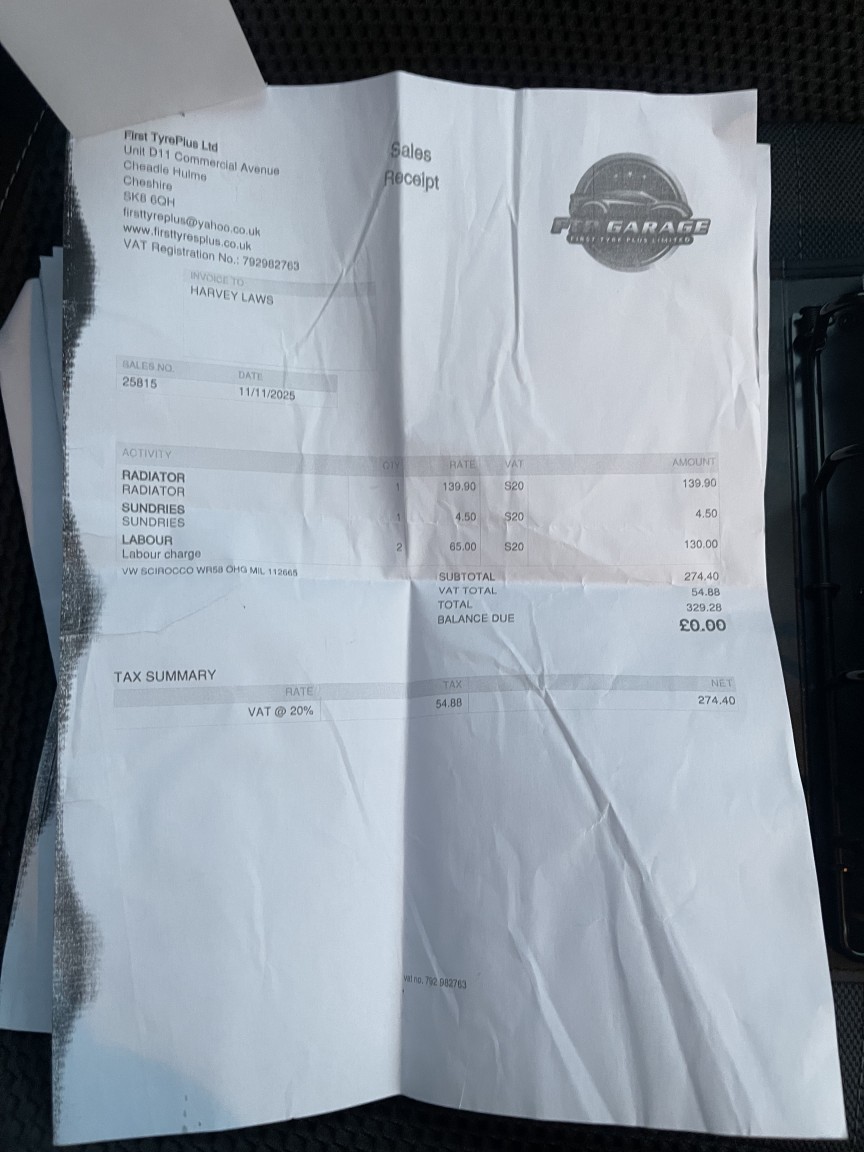 First TyrePlus Ltd
Unit D11 Commercial Avenue
Cheadle Hulme
Cheshire
SK8 6QH
firsttyreplus@yahoo.co.uk
www.firsttyresplus.co.uk
VAT Registration No.: 792982763
Sales
Receipt
GARAGE
FIRST TYRE PLUS LIMITED
INVOICE TO
HARVEY LAWS
SALES NO. DATE
25815 11/11/2025
ACTIVITY QTY RATE VAT AMOUNT
RADIATOR
RADIATOR 1 139.90 S20 139.90
SUNDRIES
SUNDRIES 1 4.50 S20 4.50
LABOUR
Labour charge 2 65.00 S20 130.00
VW SCIROCCO WR58 OHG MIL 112665
SUBTOTAL 274.40
VAT TOTAL 54.88
TOTAL 329.28
BALANCE DUE £0.00
TAX SUMMARY
RATE TAX NET
VAT @ 20% 54.88 274.40
vat no. 792 982763